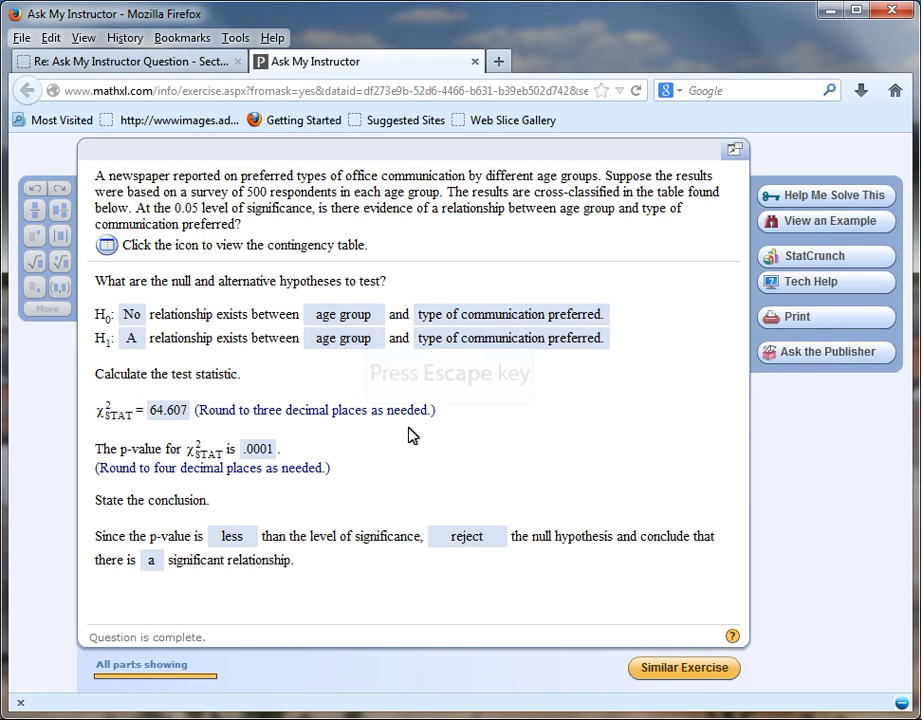 Ask My Instructor - Mozilla Firefox
File Edit View History Bookmarks Tools Help
Re: Ask My Instructor Question - Sect... × Ask My Instructor × +
www.mathxl.com/info/exercise.aspx?fromask=yes&dataid=df273e9b-52d6-4466-b631-b39eb502d742&se Google
Most Visited http://wwwimages.ad... Getting Started Suggested Sites Web Slice Gallery
A newspaper reported on preferred types of office communication by different age groups. Suppose the results
were based on a survey of 500 respondents in each age group. The results are cross-classified in the table found
below. At the 0.05 level of significance, is there evidence of a relationship between age group and type of
communication preferred?
Click the icon to view the contingency table.
What are the null and alternative hypotheses to test?
H0: No relationship exists between age group and type of communication preferred.
H1: A relationship exists between age group and type of communication preferred.
Press Escape key
Calculate the test statistic.
χ²STAT = 64.607 (Round to three decimal places as needed.)
The p-value for χ²STAT is .0001 .
(Round to four decimal places as needed.)
State the conclusion.
Since the p-value is less than the level of significance, reject the null hypothesis and conclude that
there is a significant relationship.
Question is complete. ?
All parts showing
Similar Exercise
More
Help Me Solve This
View an Example
StatCrunch
Tech Help
Print
Ask the Publisher
×